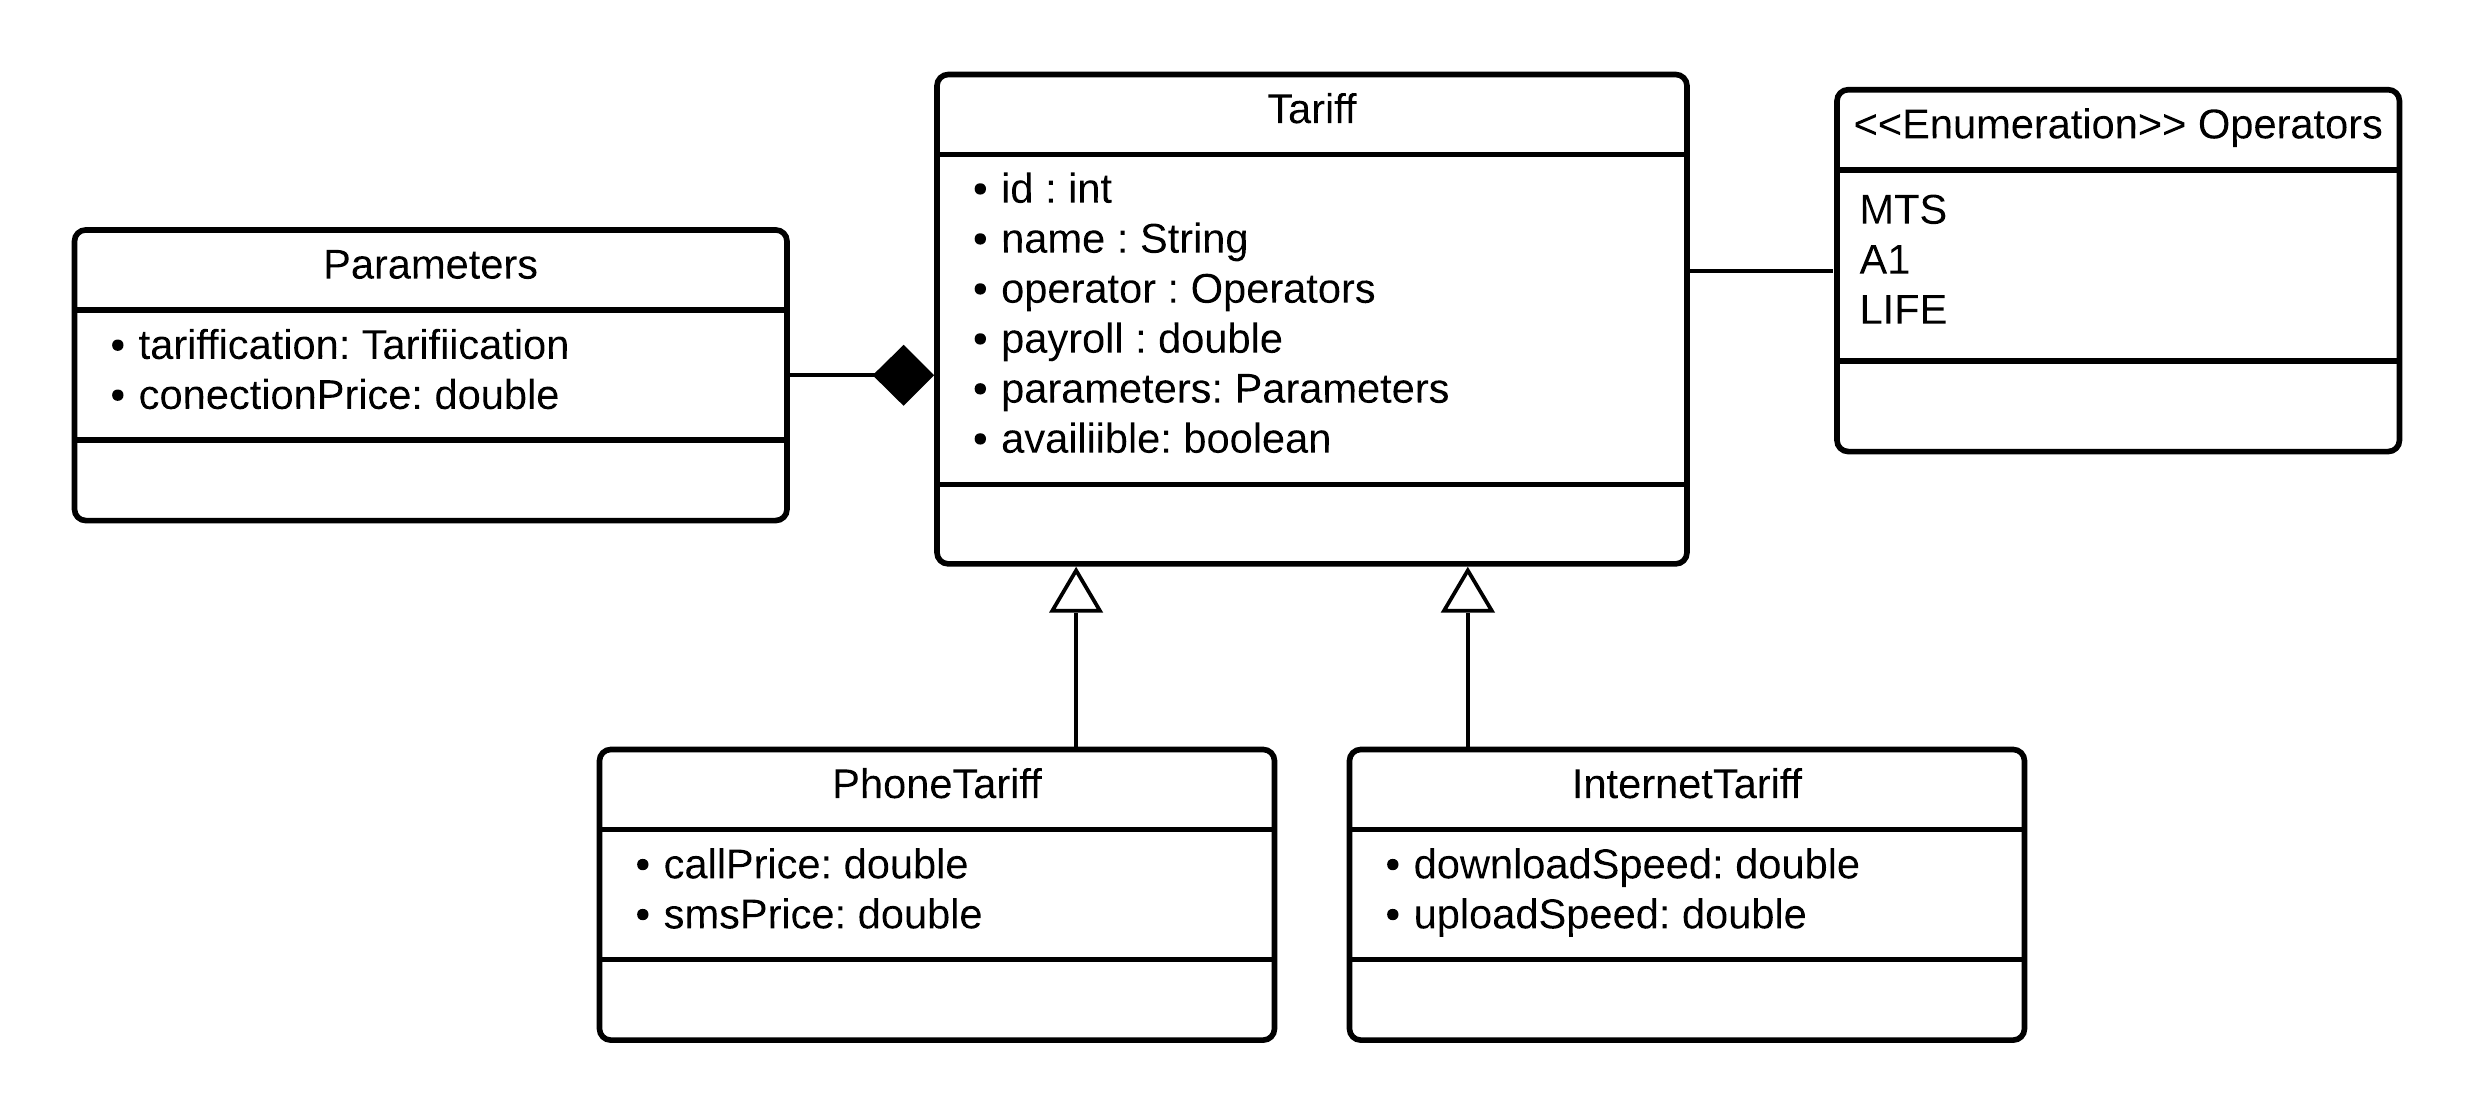 Tariff
• id : int
• name : String
• operator : Operators
• payroll : double
• parameters: Parameters
• availiible: boolean
<<Enumeration>> Operators
MTS
A1
LIFE
Parameters
• tariffication: Tarifiication
• conectionPrice: double
PhoneTariff
• callPrice: double
• smsPrice: double
InternetTariff
• downloadSpeed: double
• uploadSpeed: double